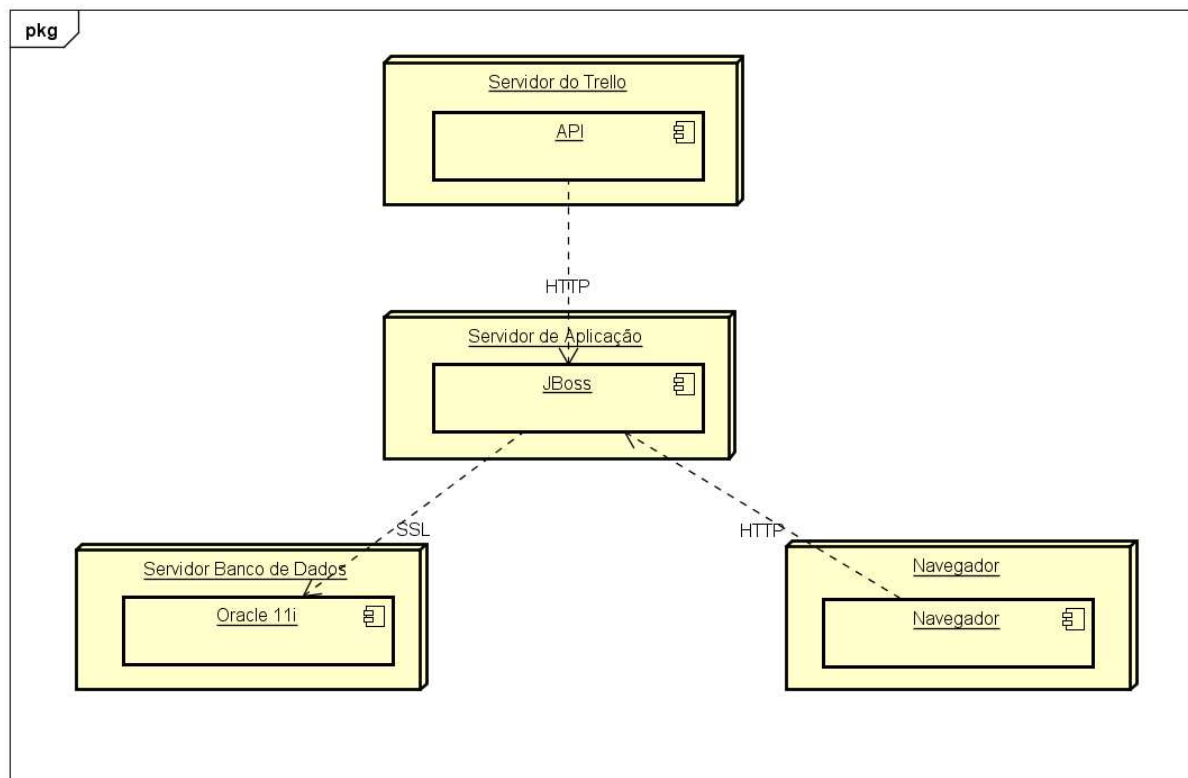 pkg
Servidor do Trello
API
HTTP
Servidor de Aplicação
JBoss
SSL
HTTP
Servidor Banco de Dados
Oracle 11i
Navegador
Navegador